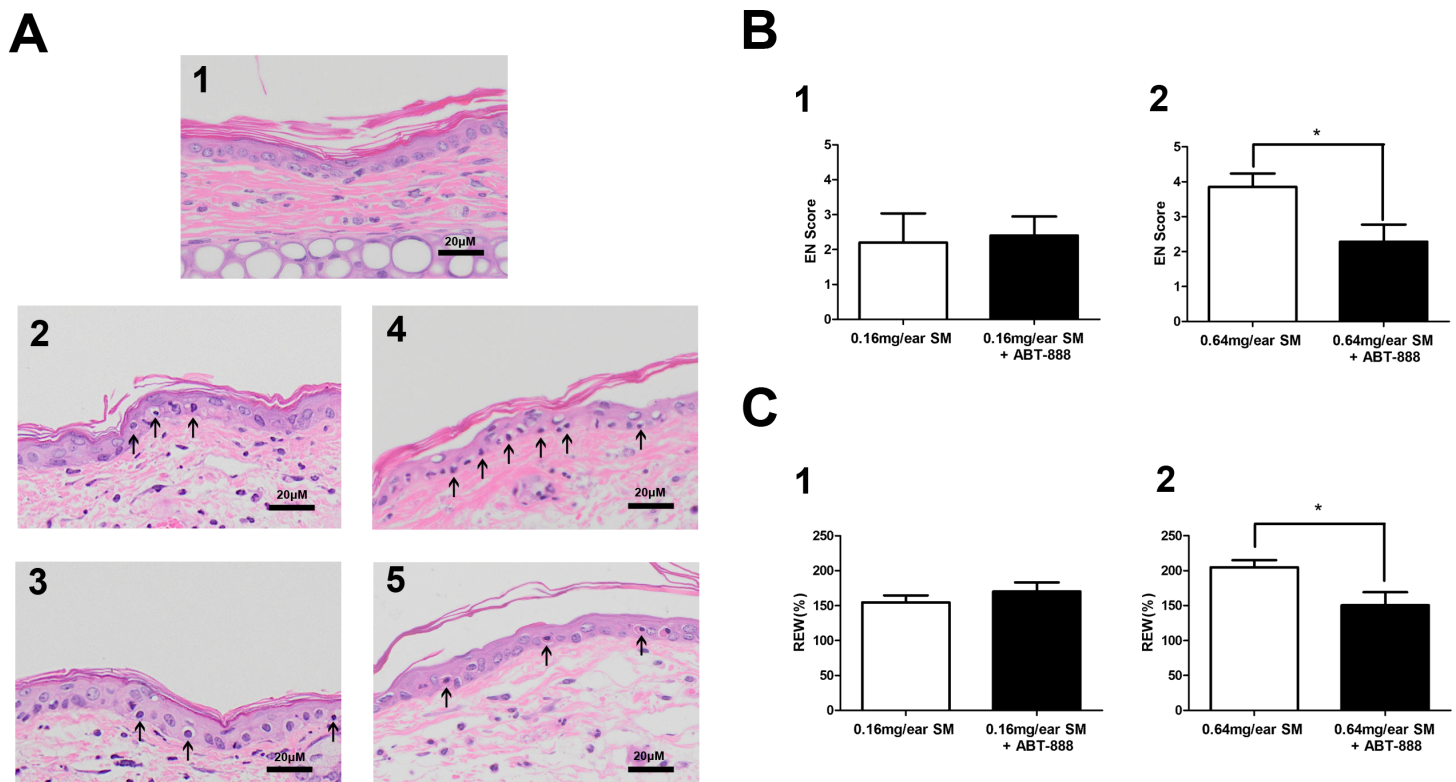 A
1
20µM
2
20µM
4
20µM
3
20µM
5
20µM
B
1
EN Score
5
4
3
2
1
0
0.16mg/ear SM
0.16mg/ear SM
+ ABT-888
2
*
EN Score
5
4
3
2
1
0
0.64mg/ear SM
0.64mg/ear SM
+ ABT-888
C
1
REW(%)
250
200
150
100
50
0
0.16mg/ear SM
0.16mg/ear SM
+ ABT-888
2
*
REW(%)
250
200
150
100
50
0
0.64mg/ear SM
0.64mg/ear SM
+ ABT-888